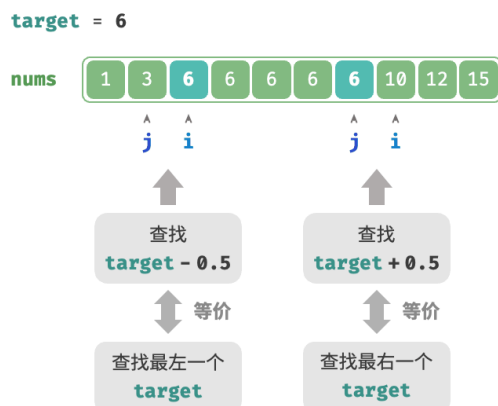 target = 6
nums 1 3 6 6 6 6 6 10 12 15
j i j i
查找 查找
target - 0.5 target + 0.5
等价 等价
查找最左一个 查找最右一个
target target